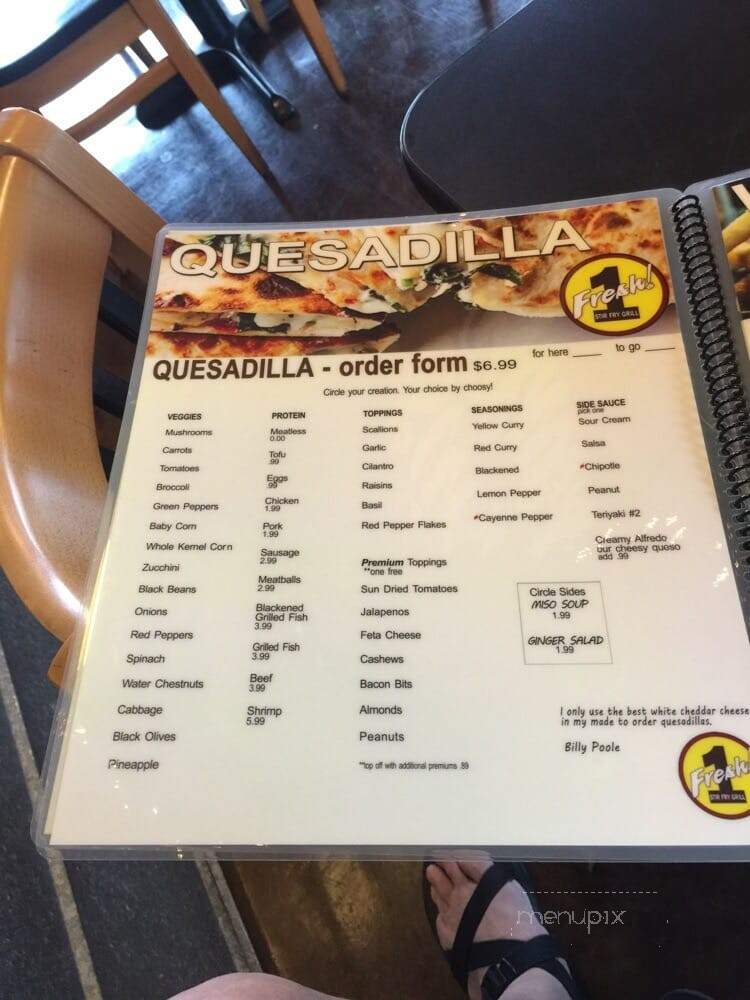 QUESADILLA
1
Fresh!
STIR FRY GRILL
QUESADILLA - order form $6.99
for here ____ to go ____
Circle your creation. Your choice by choosy!
VEGGIES
Mushrooms
Carrots
Tomatoes
Broccoli
Green Peppers
Baby Corn
Whole Kernel Corn
Zucchini
Black Beans
Onions
Red Peppers
Spinach
Water Chestnuts
Cabbage
Black Olives
Pineapple
PROTEIN
Meatless
0.00
Tofu
.99
Eggs
.99
Chicken
1.99
Pork
1.99
Sausage
2.99
Meatballs
2.99
Blackened
Grilled Fish
3.99
Grilled Fish
3.99
Beef
3.99
Shrimp
5.99
TOPPINGS
Scallions
Garlic
Cilantro
Raisins
Basil
Red Pepper Flakes
Premium Toppings
**one free
Sun Dried Tomatoes
Jalapenos
Feta Cheese
Cashews
Bacon Bits
Almonds
Peanuts
**top off with additional premiums .89
SEASONINGS
Yellow Curry
Red Curry
Blackened
Lemon Pepper
*Cayenne Pepper
SIDE SAUCE
pick one
Sour Cream
Salsa
*Chipotle
Peanut
Teriyaki #2
Creamy Alfredo
our cheesy queso
add .99
Circle Sides
MISO SOUP
1.99
GINGER SALAD
1.99
I only use the best white cheddar cheese
in my made to order quesadillas.
Billy Poole
1
Fresh
STIR FRY GRILL
menupix